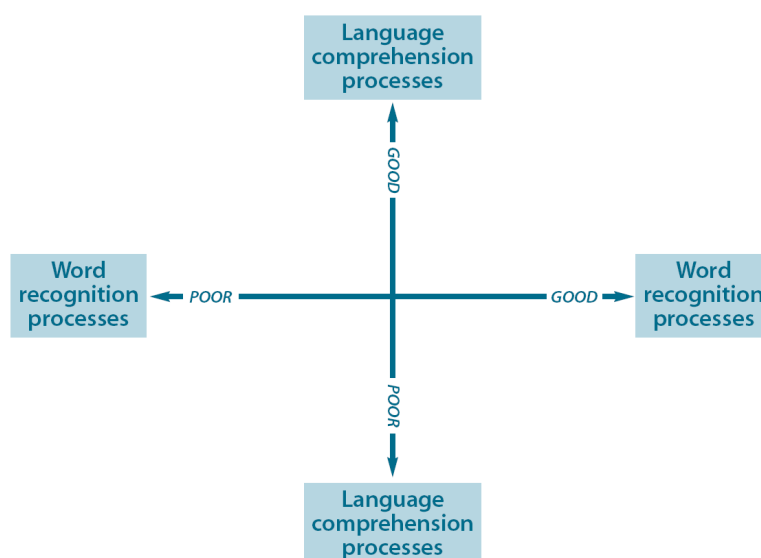 Language
comprehension
processes
GOOD
Word
recognition
processes
POOR
GOOD
Word
recognition
processes
POOR
Language
comprehension
processes